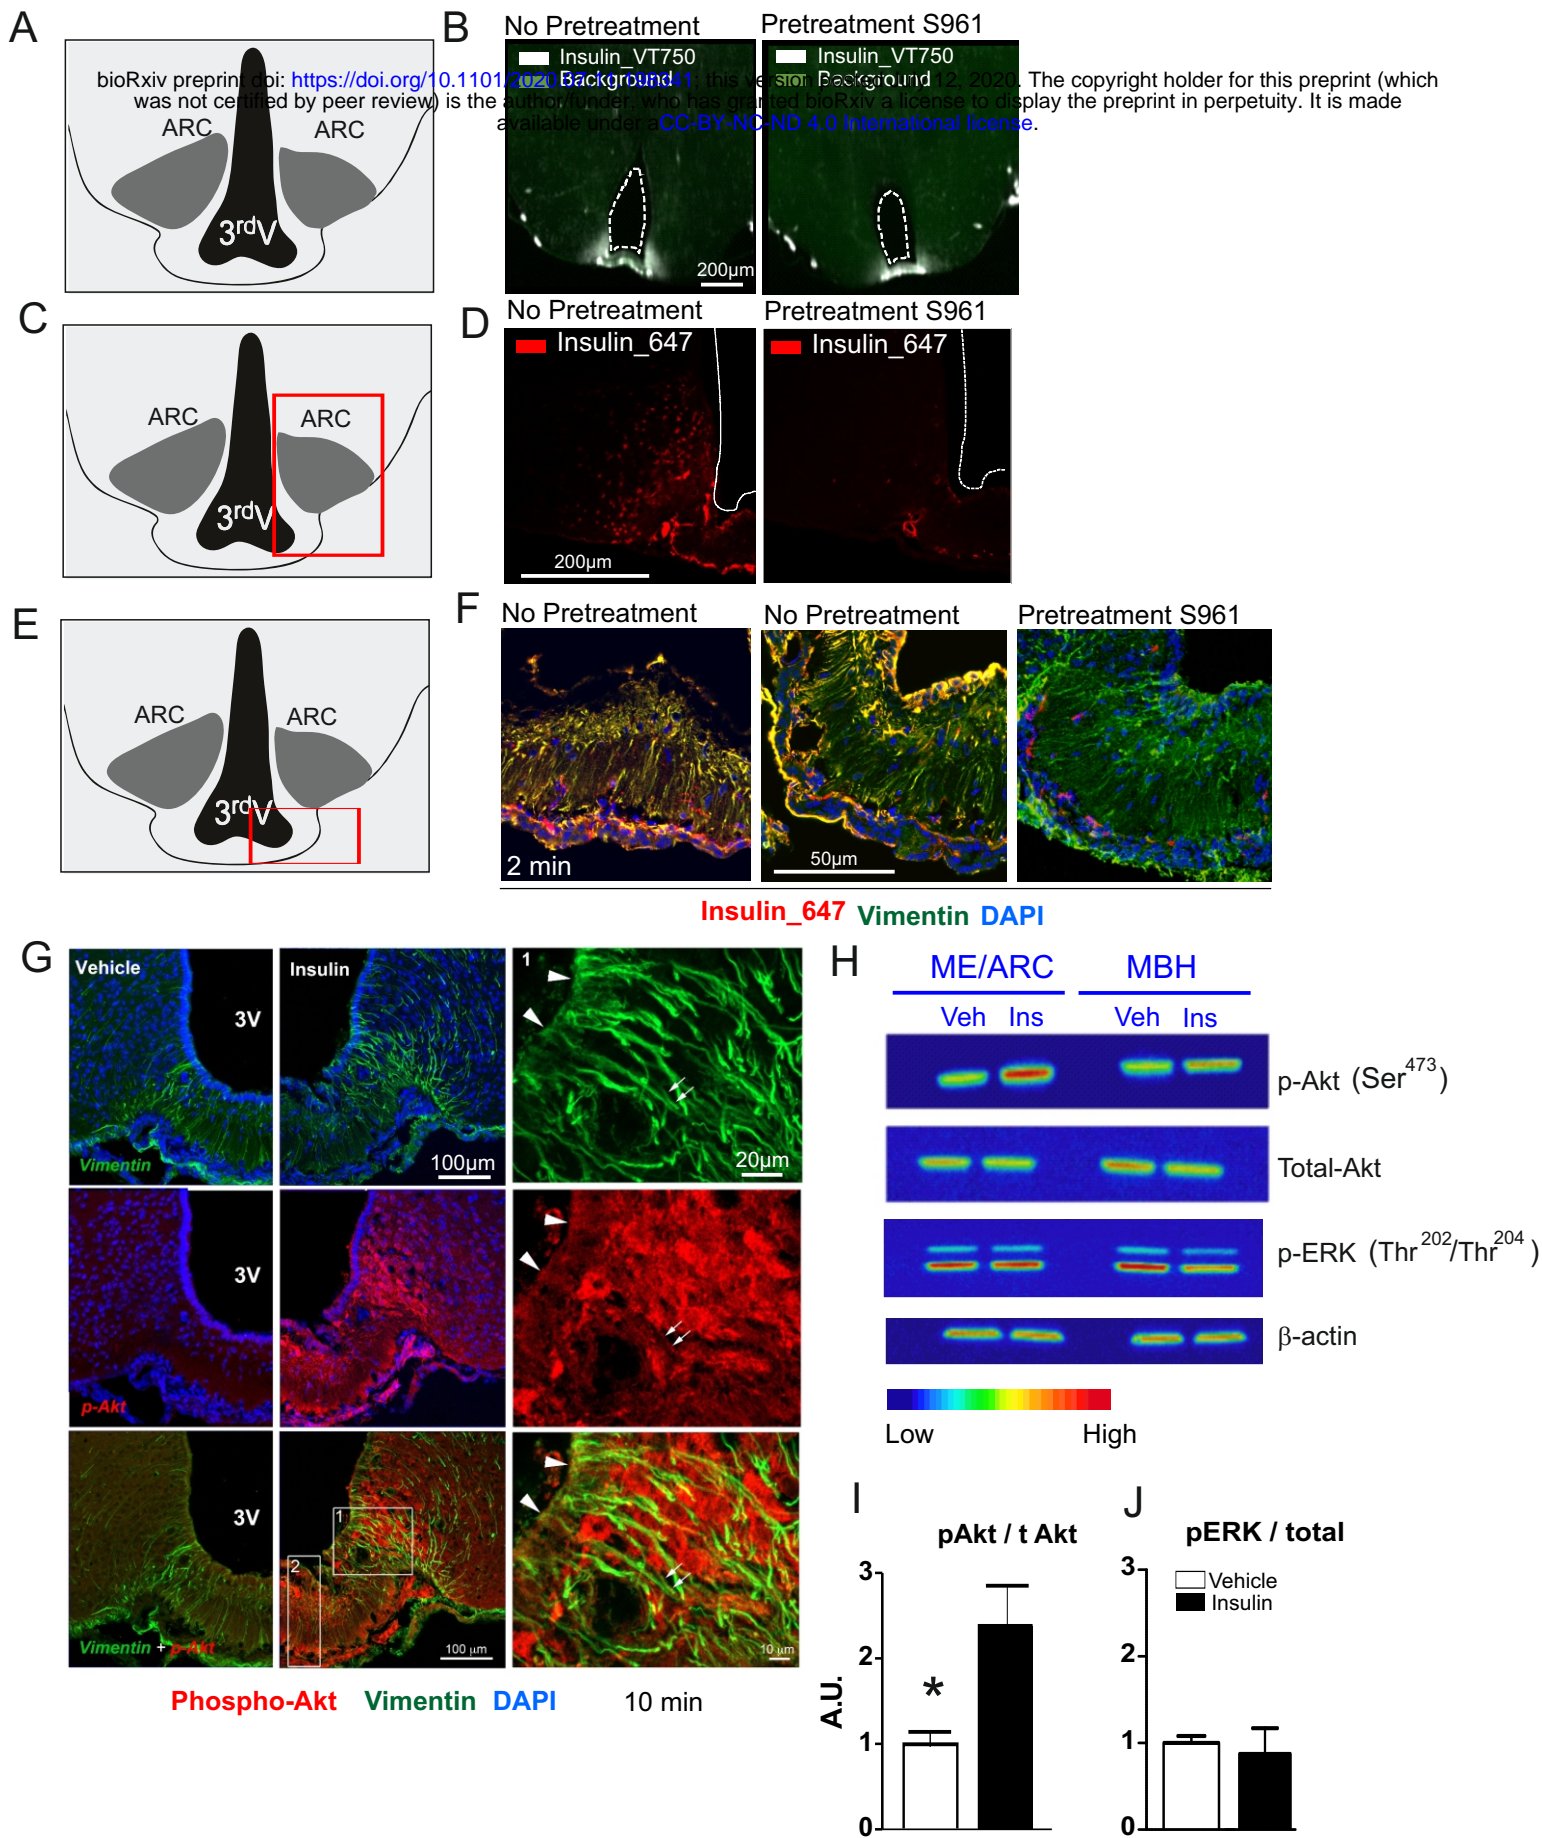 A
B
No Pretreatment
Pretreatment S961
Insulin_VT750
Background
Insulin_VT750
Background
bioRxiv preprint doi: https://doi.org/10.1101/2020.07.11.198341; this version posted July 12, 2020. The copyright holder for this preprint (which
was not certified by peer review) is the author/funder, who has granted bioRxiv a license to display the preprint in perpetuity. It is made
available under aCC-BY-NC-ND 4.0 International license.
ARC
ARC
3rdV
200µm
C
D
No Pretreatment
Pretreatment S961
Insulin_647
Insulin_647
ARC
ARC
3rdV
200µm
E
F
No Pretreatment
No Pretreatment
Pretreatment S961
ARC
ARC
3rdV
2 min
50µm
Insulin_647 Vimentin DAPI
G
Vehicle
3V
Vimentin
Insulin
100µm
1
20µm
3V
p-Akt
3V
Vimentin + p-Akt
1
2
100 µm
10 µm
Phospho-Akt Vimentin DAPI 10 min
H
ME/ARC
MBH
Veh Ins
Veh Ins
p-Akt (Ser473)
Total-Akt
p-ERK (Thr202/Thr204)
β-actin
Low
High
I
pAkt / t Akt
A.U.
3
2
1
0
*
J
pERK / total
3
2
1
0
Vehicle
Insulin